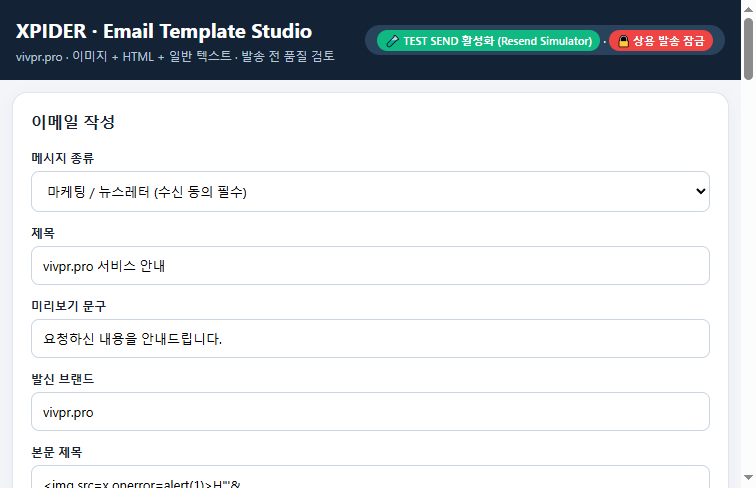 XPIDER · Email Template Studio
vivpr.pro · 이미지 + HTML + 일반 텍스트 · 발송 전 품질 검토
TEST SEND 활성화 (Resend Simulator) · 상용 발송 잠금
이메일 작성
메시지 종류
마케팅 / 뉴스레터 (수신 동의 필수)
제목
vivpr.pro 서비스 안내
미리보기 문구
요청하신 내용을 안내드립니다.
발신 브랜드
vivpr.pro
본문 제목
<img src=x onerror=alert(1)>H"'&